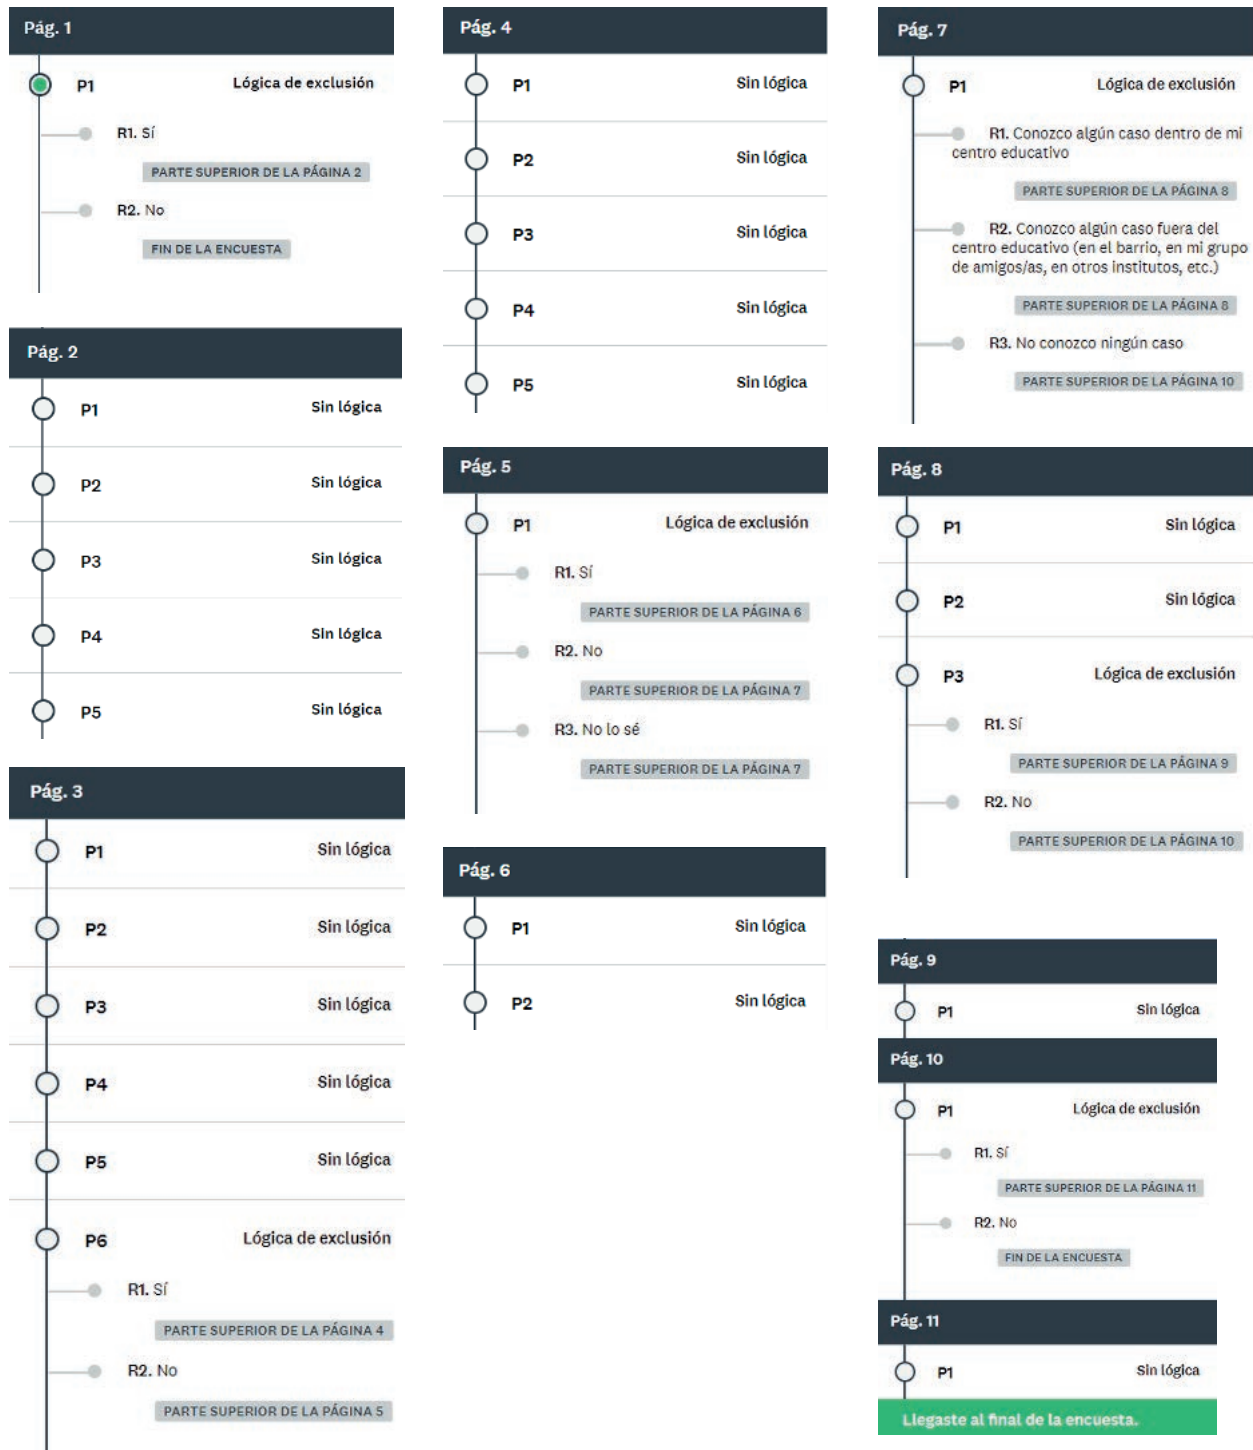 Pág. 1
P1 Lógica de exclusión
R1. Sí
PARTE SUPERIOR DE LA PÁGINA 2
R2. No
FIN DE LA ENCUESTA
Pág. 2
P1 Sin lógica
P2 Sin lógica
P3 Sin lógica
P4 Sin lógica
P5 Sin lógica
Pág. 3
P1 Sin lógica
P2 Sin lógica
P3 Sin lógica
P4 Sin lógica
P5 Sin lógica
P6 Lógica de exclusión
R1. Sí
PARTE SUPERIOR DE LA PÁGINA 4
R2. No
PARTE SUPERIOR DE LA PÁGINA 5
Pág. 4
P1 Sin lógica
P2 Sin lógica
P3 Sin lógica
P4 Sin lógica
P5 Sin lógica
Pág. 5
P1 Lógica de exclusión
R1. Sí
PARTE SUPERIOR DE LA PÁGINA 6
R2. No
PARTE SUPERIOR DE LA PÁGINA 7
R3. No lo sé
PARTE SUPERIOR DE LA PÁGINA 7
Pág. 6
P1 Sin lógica
P2 Sin lógica
Pág. 7
P1 Lógica de exclusión
R1. Conozco algún caso dentro de mi
centro educativo
PARTE SUPERIOR DE LA PÁGINA 8
R2. Conozco algún caso fuera del
centro educativo (en el barrio, en mi grupo
de amigos/as, en otros institutos, etc.)
PARTE SUPERIOR DE LA PÁGINA 8
R3. No conozco ningún caso
PARTE SUPERIOR DE LA PÁGINA 10
Pág. 8
P1 Sin lógica
P2 Sin lógica
P3 Lógica de exclusión
R1. Sí
PARTE SUPERIOR DE LA PÁGINA 9
R2. No
PARTE SUPERIOR DE LA PÁGINA 10
Pág. 9
P1 Sin lógica
Pág. 10
P1 Lógica de exclusión
R1. Sí
PARTE SUPERIOR DE LA PÁGINA 11
R2. No
FIN DE LA ENCUESTA
Pág. 11
P1 Sin lógica
Llegaste al final de la encuesta.